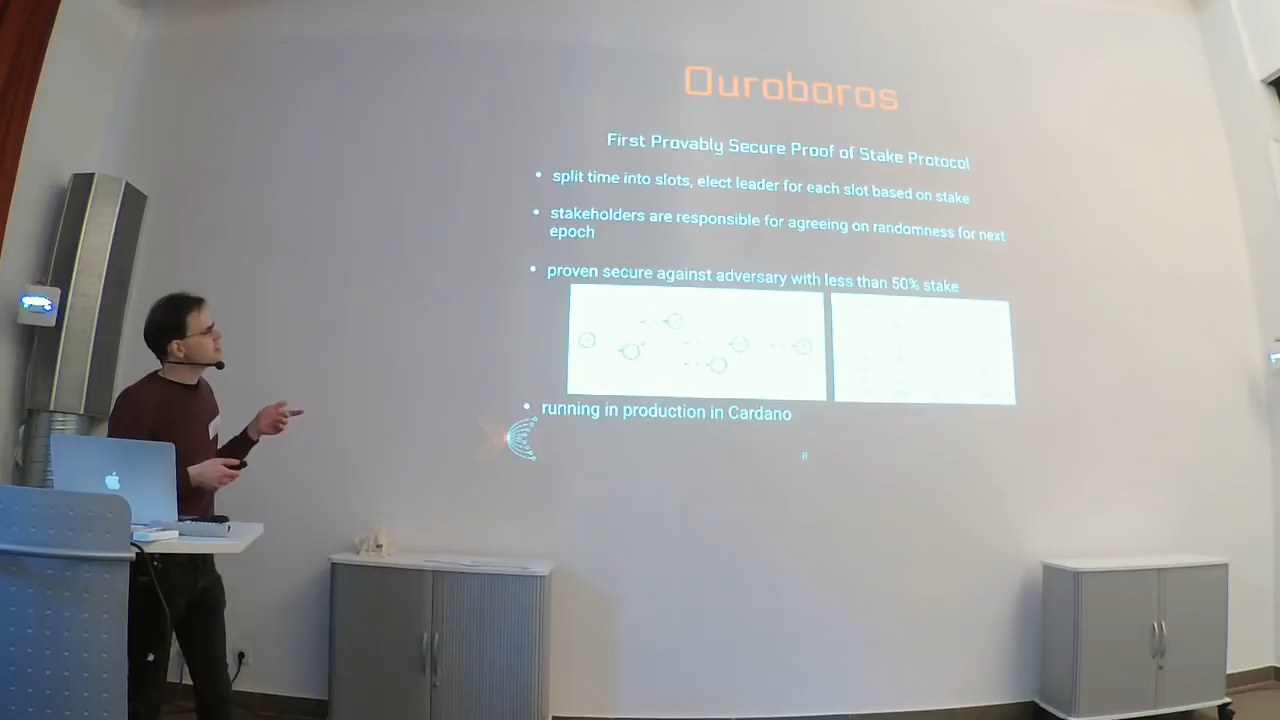 Ouroboros
First Provably Secure Proof of Stake Protocol
• split time into slots, elect leader for each slot based on stake
• stakeholders are responsible for agreeing on randomness for next
epoch
• proven secure against adversary with less than 50% stake
• running in production in Cardano